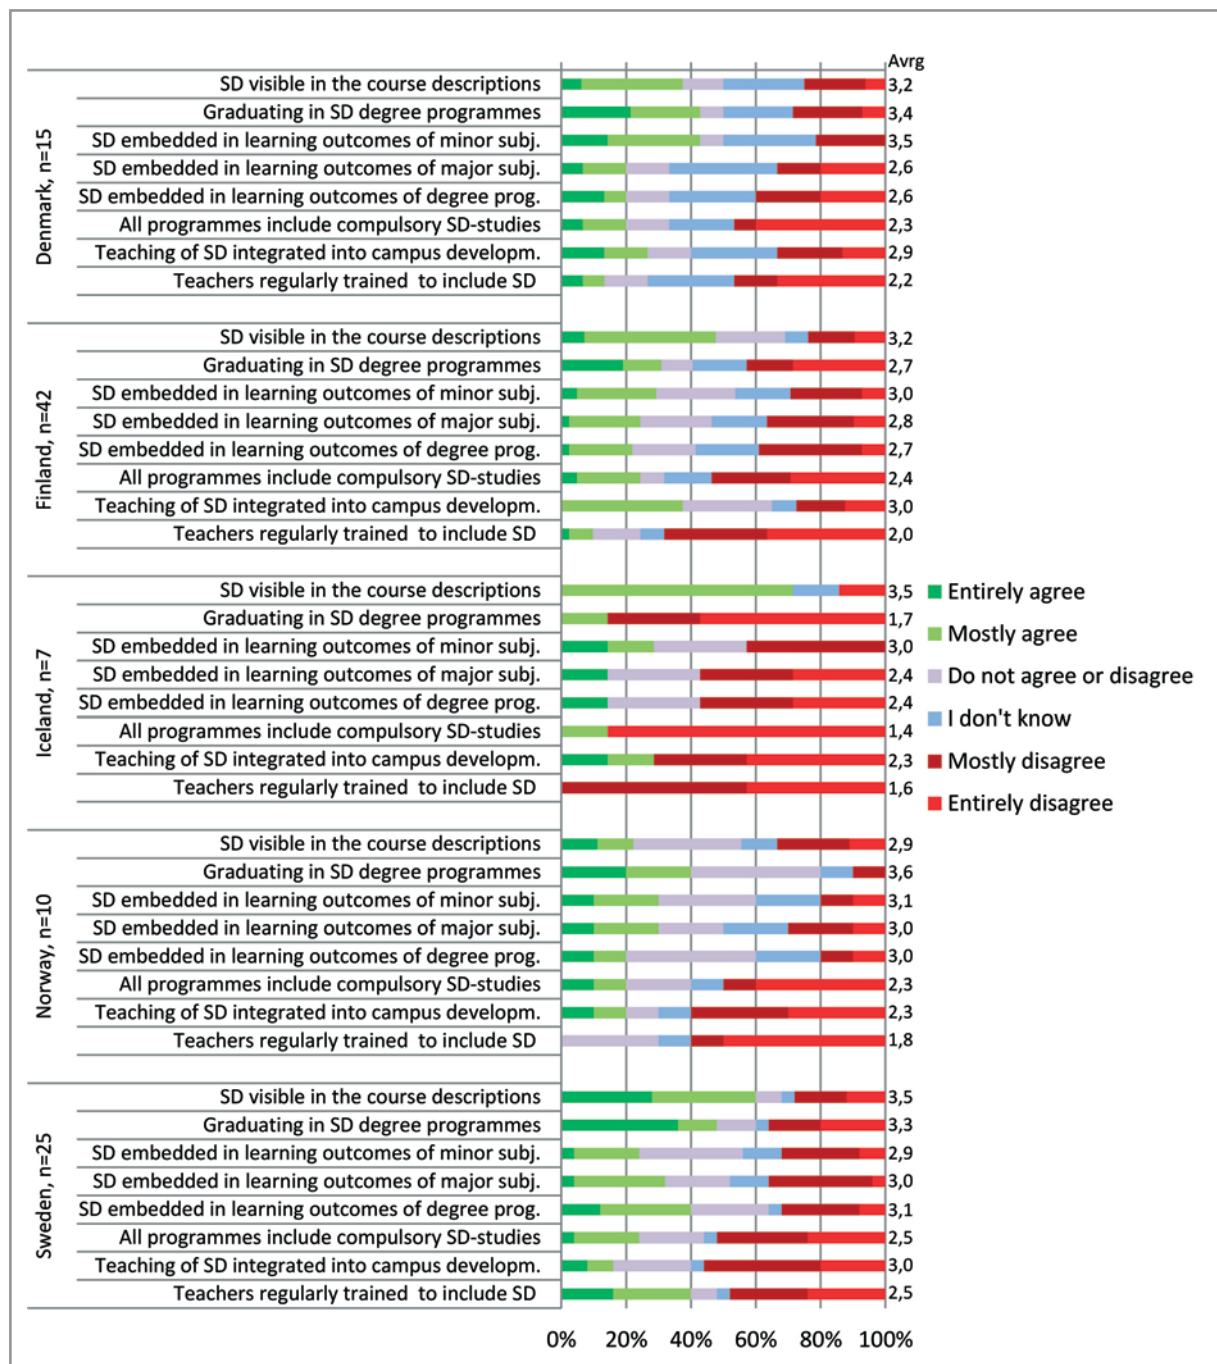 Avrg
Denmark, n=15
SD visible in the course descriptions 3,2
Graduating in SD degree programmes 3,4
SD embedded in learning outcomes of minor subj. 3,5
SD embedded in learning outcomes of major subj. 2,6
SD embedded in learning outcomes of degree prog. 2,6
All programmes include compulsory SD-studies 2,3
Teaching of SD integrated into campus developm. 2,9
Teachers regularly trained to include SD 2,2
Finland, n=42
SD visible in the course descriptions 3,2
Graduating in SD degree programmes 2,7
SD embedded in learning outcomes of minor subj. 3,0
SD embedded in learning outcomes of major subj. 2,8
SD embedded in learning outcomes of degree prog. 2,7
All programmes include compulsory SD-studies 2,4
Teaching of SD integrated into campus developm. 3,0
Teachers regularly trained to include SD 2,0
Iceland, n=7
SD visible in the course descriptions 3,5
Graduating in SD degree programmes 1,7
SD embedded in learning outcomes of minor subj. 3,0
SD embedded in learning outcomes of major subj. 2,4
SD embedded in learning outcomes of degree prog. 2,4
All programmes include compulsory SD-studies 1,4
Teaching of SD integrated into campus developm. 2,3
Teachers regularly trained to include SD 1,6
Norway, n=10
SD visible in the course descriptions 2,9
Graduating in SD degree programmes 3,6
SD embedded in learning outcomes of minor subj. 3,1
SD embedded in learning outcomes of major subj. 3,0
SD embedded in learning outcomes of degree prog. 3,0
All programmes include compulsory SD-studies 2,3
Teaching of SD integrated into campus developm. 2,3
Teachers regularly trained to include SD 1,8
Sweden, n=25
SD visible in the course descriptions 3,5
Graduating in SD degree programmes 3,3
SD embedded in learning outcomes of minor subj. 2,9
SD embedded in learning outcomes of major subj. 3,0
SD embedded in learning outcomes of degree prog. 3,1
All programmes include compulsory SD-studies 2,5
Teaching of SD integrated into campus developm. 3,0
Teachers regularly trained to include SD 2,5
0% 20% 40% 60% 80% 100%
Entirely agree
Mostly agree
Do not agree or disagree
I don't know
Mostly disagree
Entirely disagree